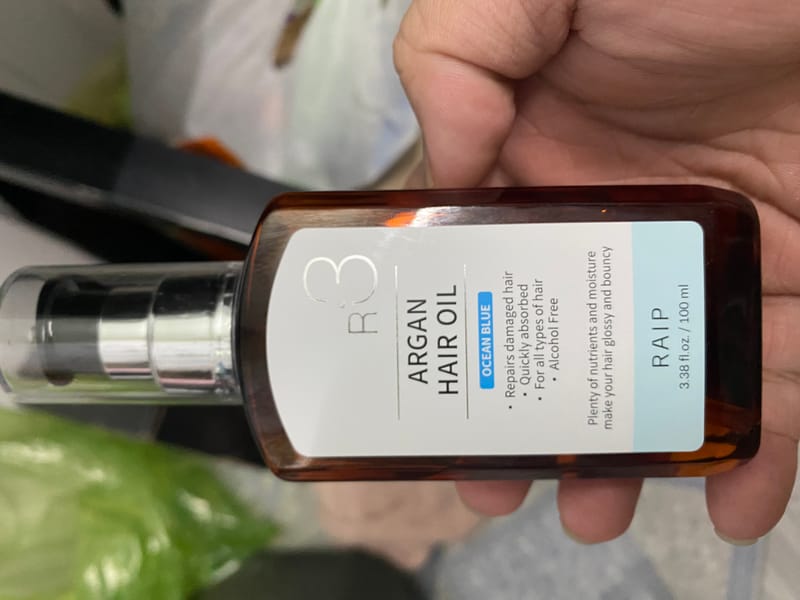 R3
ARGAN
HAIR OIL
OCEAN BLUE
• Repairs damaged hair
• Quickly absorbed
• For all types of hair
• Alcohol Free
Plenty of nutrients and moisture
make your hair glossy and bouncy
RAIP
3.38 fl.oz. / 100 ml